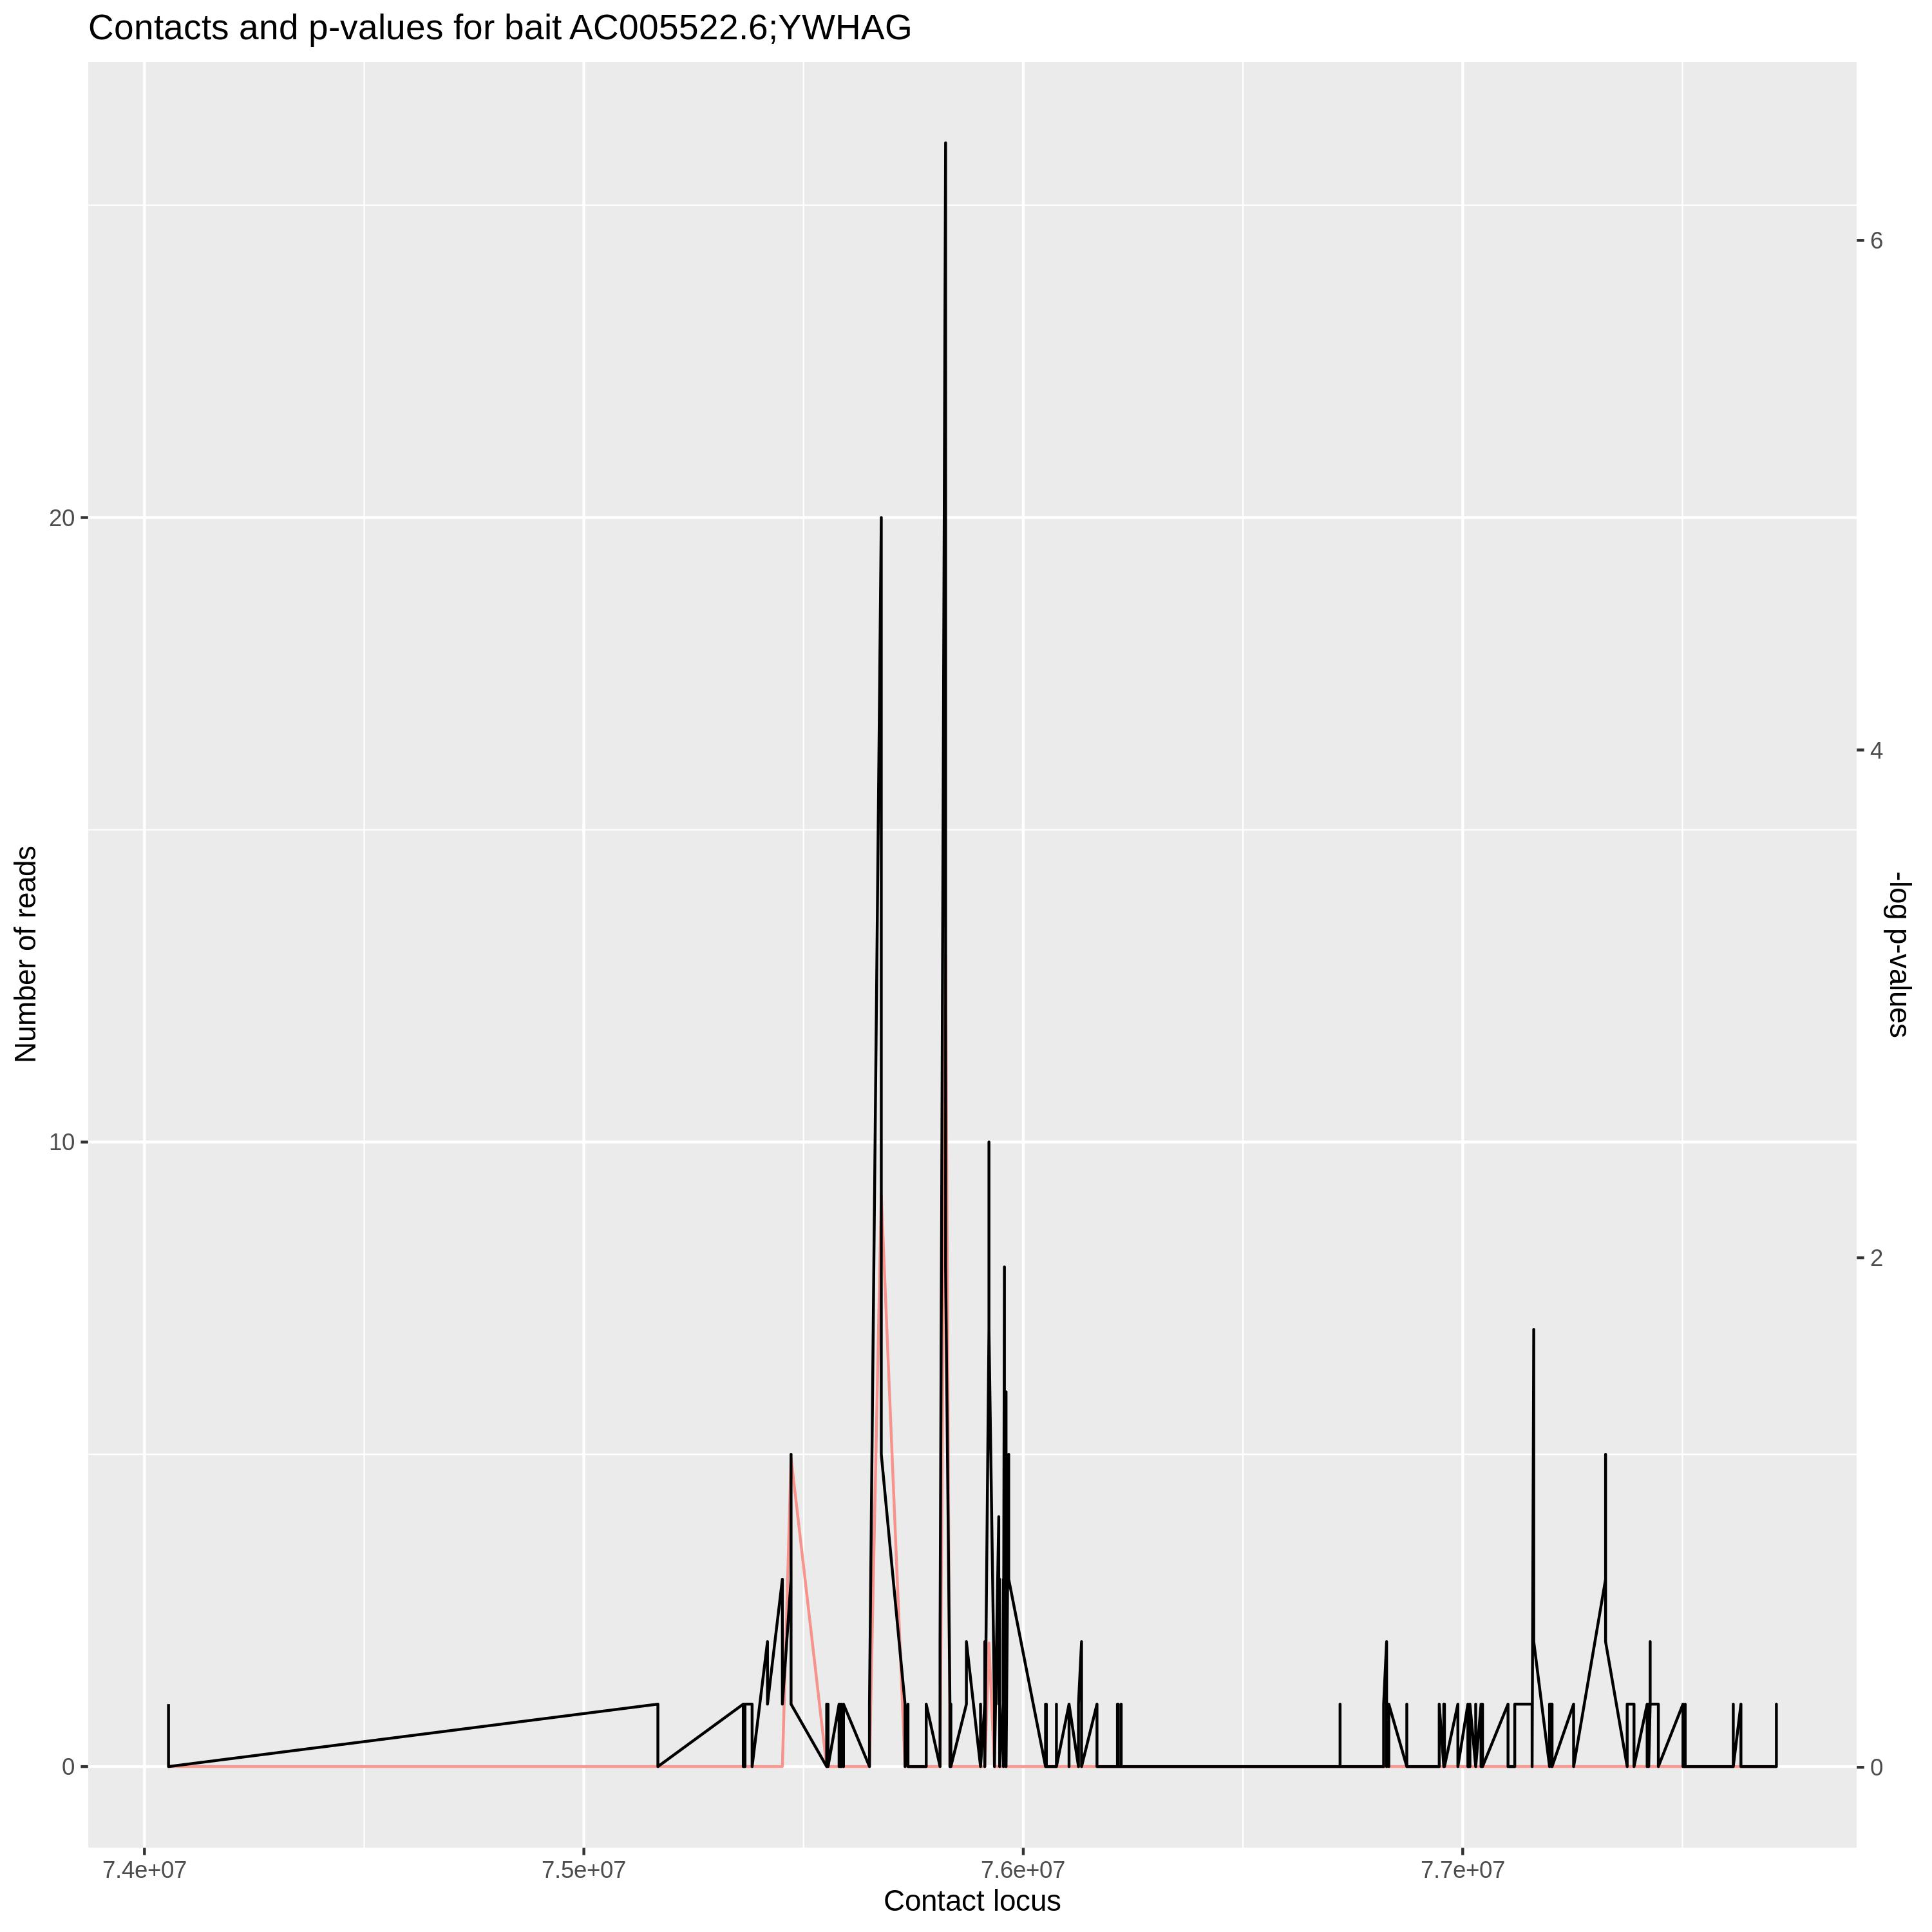 Contacts and p-values for bait AC005522.6;YWHAG
Number of reads
20
10
0
6
4
2
0
-log p-values
7.4e+07
7.5e+07
7.6e+07
7.7e+07
Contact locus